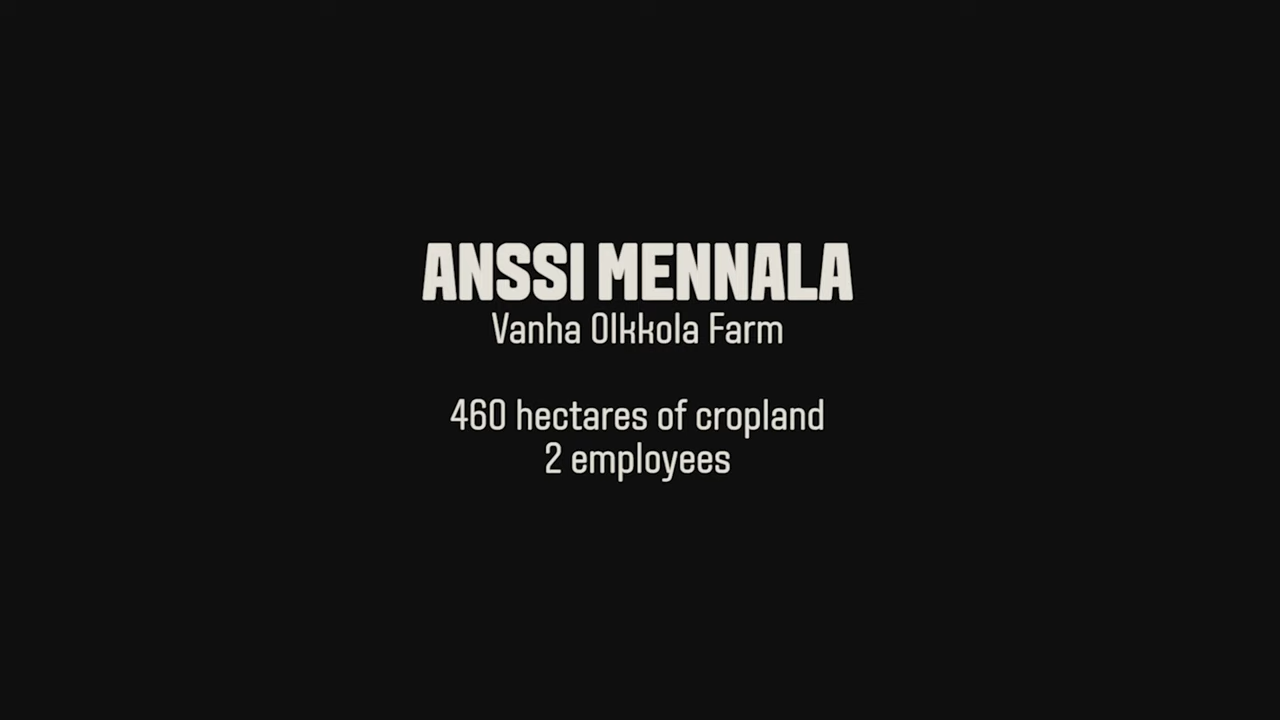 ANSSI MENNALA
Vanha Olkkola Farm
460 hectares of cropland
2 employees